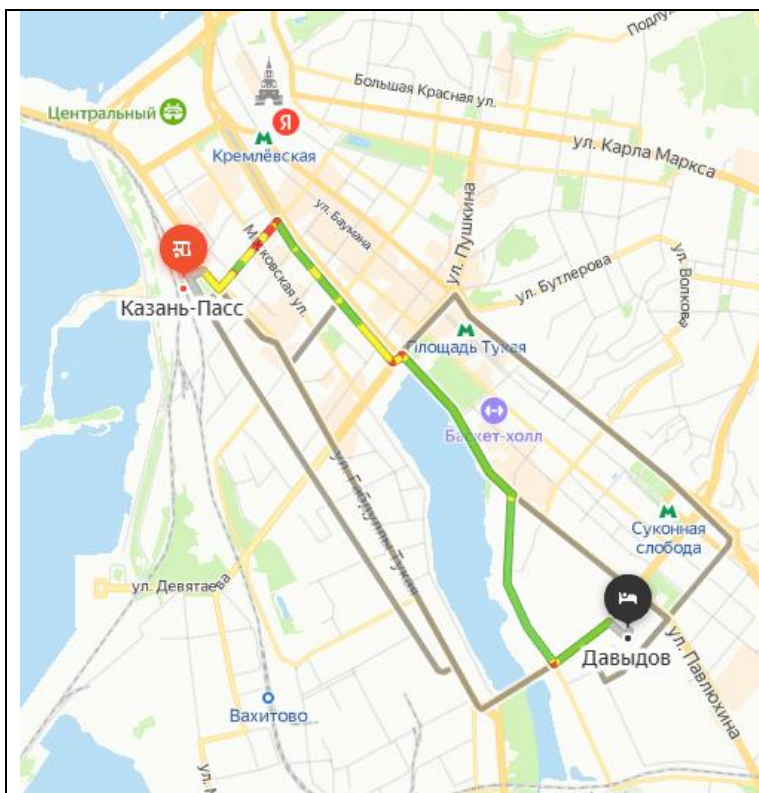 Подлуж
Большая Красная ул.
Центральный
Я
Кремлёвская
ул. Карла Маркса
ул. Баумана
ул. Пушкина
Московская ул.
ул. Бутлерова
ул. Волкова
Казань-Пасс
Площадь Тукая
Баскет-холл
ул. Габдуллы Тукая
Суконная
слобода
ул. Девятаева
Давыдов
ул. Павлюхина
Вахитово